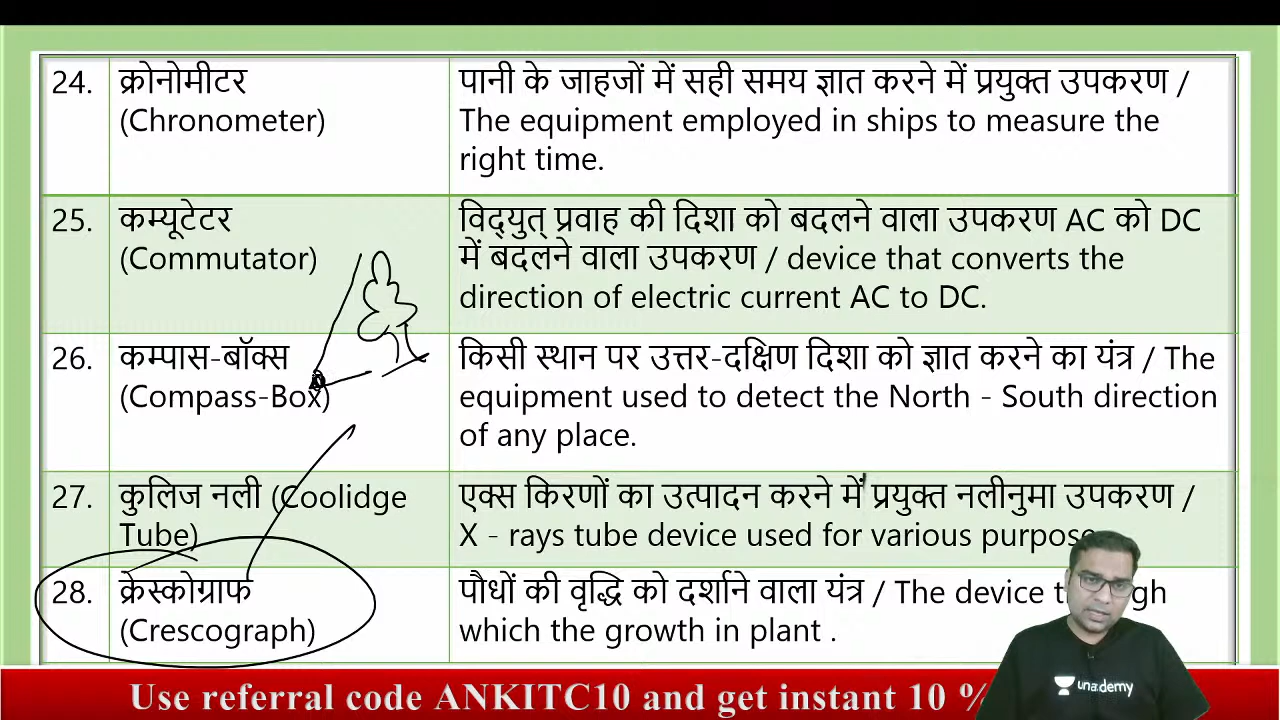 24. क्रोनोमीटर
(Chronometer)
पानी के जाहजों में सही समय ज्ञात करने में प्रयुक्त उपकरण /
The equipment employed in ships to measure the
right time.
25. कम्यूटेटर
(Commutator)
विद्युत् प्रवाह की दिशा को बदलने वाला उपकरण AC को DC
में बदलने वाला उपकरण / device that converts the
direction of electric current AC to DC.
26. कम्पास-बॉक्स
(Compass-Box)
किसी स्थान पर उत्तर-दक्षिण दिशा को ज्ञात करने का यंत्र / The
equipment used to detect the North - South direction
of any place.
27. कुलिज नली (Coolidge
Tube)
एक्स किरणों का उत्पादन करने में प्रयुक्त नलीनुमा उपकरण /
X - rays tube device used for various purpose
28. क्रेस्कोग्राफ
(Crescograph)
पौधों की वृद्धि को दर्शाने वाला यंत्र / The device
which the growth in plant .
Use referral code ANKITC10 and get instant 10 %
unacademy